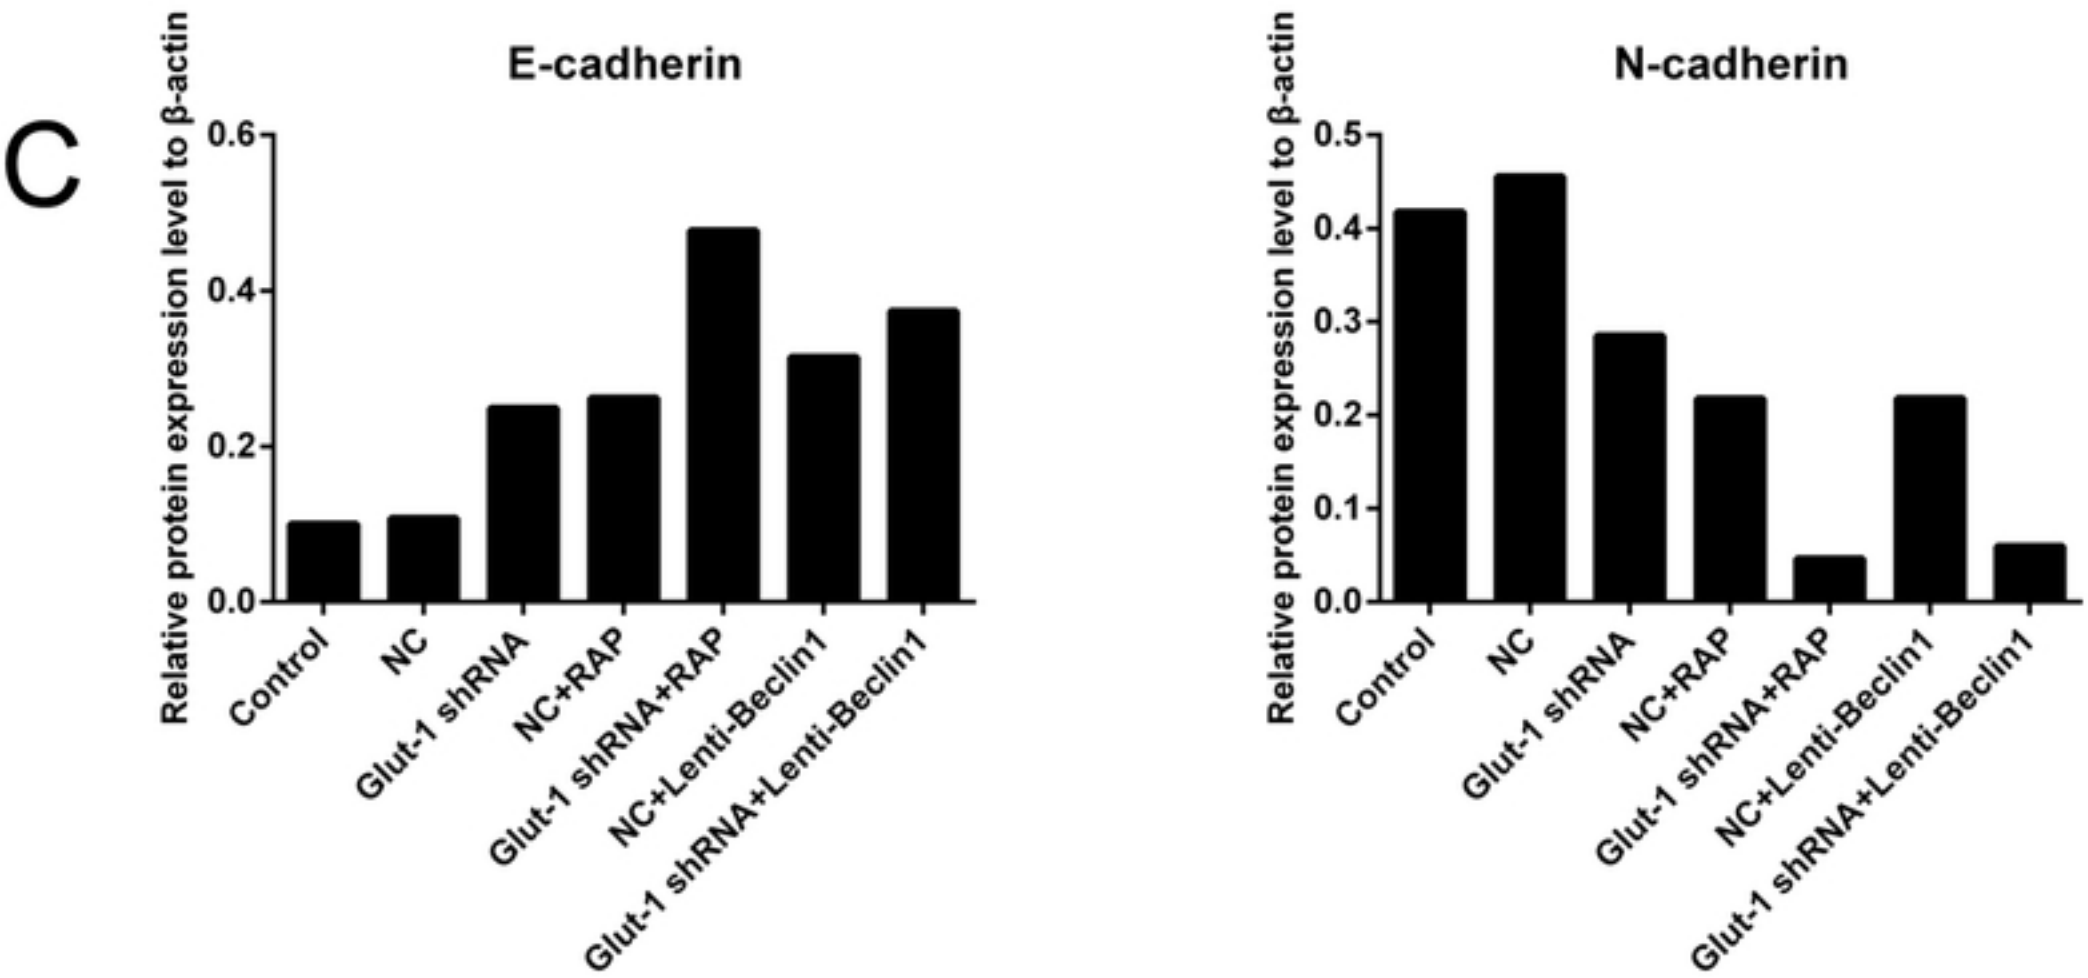 C
E-cadherin
Relative protein expression level to β-actin
0.6
0.4
0.2
0.0
Control
NC
Glut-1 shRNA
NC+RAP
Glut-1 shRNA+RAP
NC+Lenti-Beclin1
Glut-1 shRNA+Lenti-Beclin1
N-cadherin
Relative protein expression level to β-actin
0.5
0.4
0.3
0.2
0.1
0.0
Control
NC
Glut-1 shRNA
NC+RAP
Glut-1 shRNA+RAP
NC+Lenti-Beclin1
Glut-1 shRNA+Lenti-Beclin1